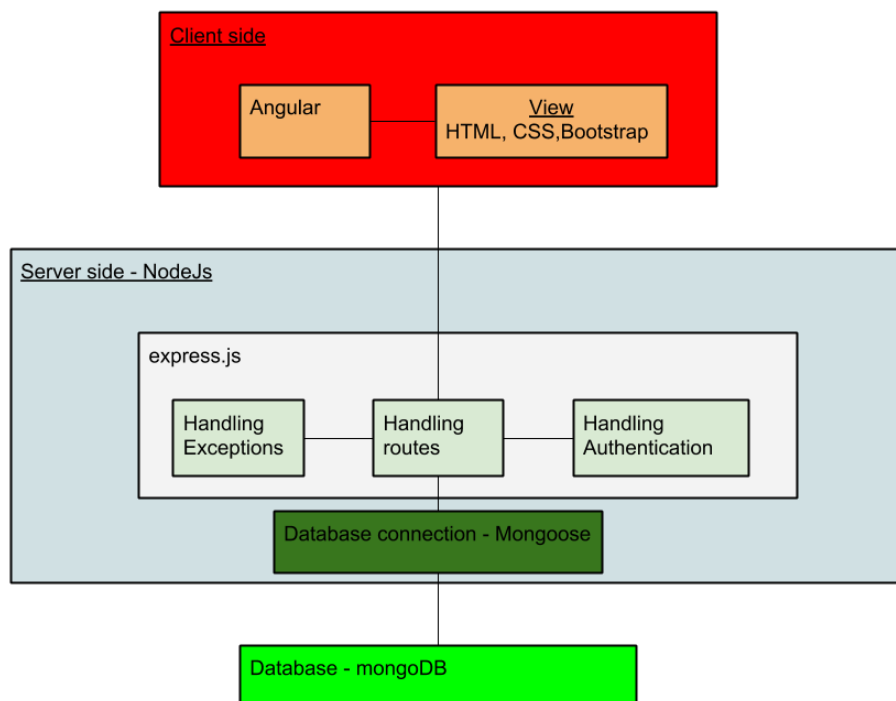 Client side
Angular
View
HTML, CSS,Bootstrap
Server side - NodeJs
express.js
Handling
Exceptions
Handling
routes
Handling
Authentication
Database connection - Mongoose
Database - mongoDB